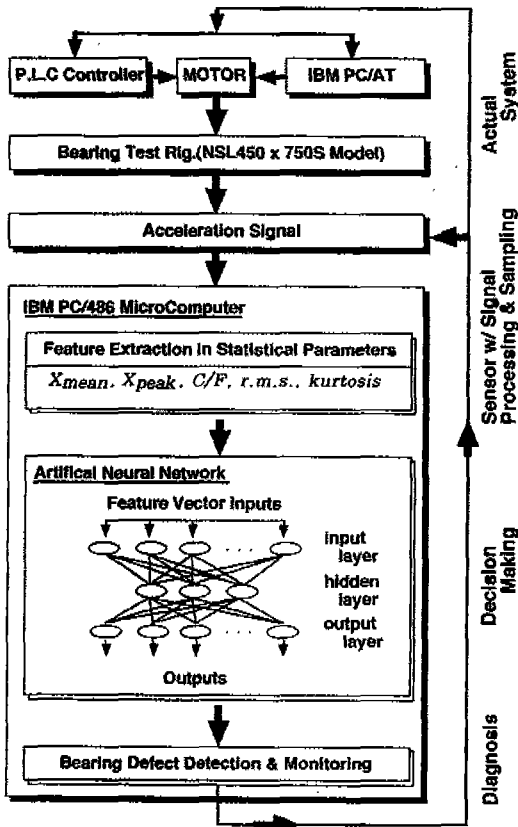 P.L.C Controller
MOTOR
IBM PC/AT
Bearing Test Rig.(NSL450 x 750S Model)
Acceleration Signal
IBM PC/486 MicroComputer
Feature Extraction in Statistical Parameters
Xmean, Xpeak, C/F, r.m.s., kurtosis
Artifical Neural Network
Feature Vector Inputs
input
layer
hidden
layer
output
layer
Outputs
Bearing Defect Detection & Monitoring
Actual
System
Sensor w/ Signal
Processing & Sampling
Decision
Making
Diagnosis